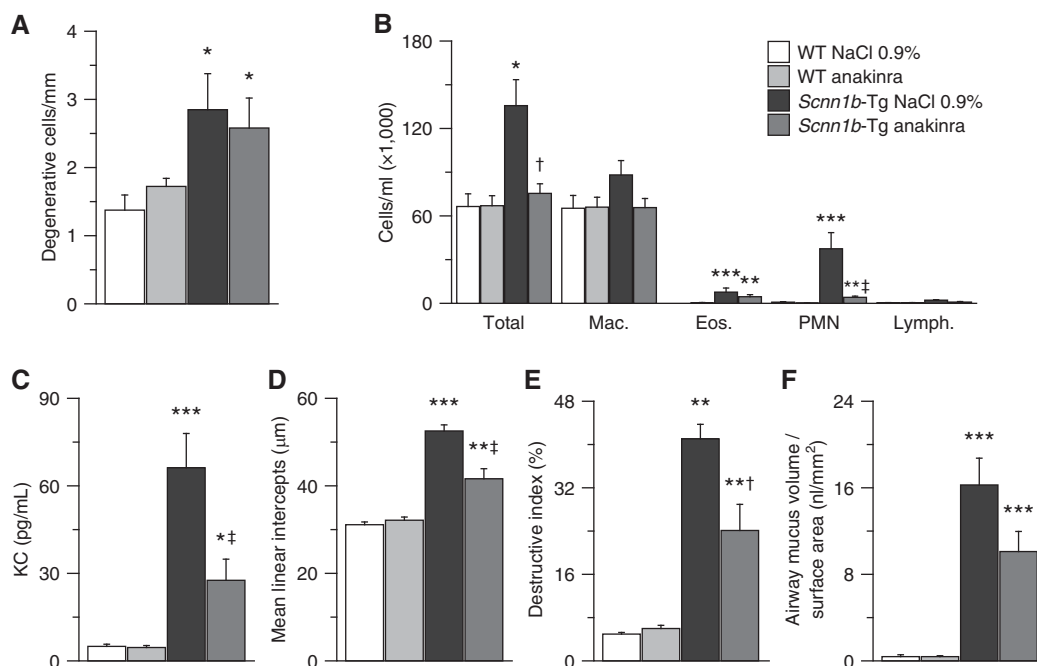 A
Degenerative cells/mm
4
3
2
1
0
*
*
B
Cells/ml (×1,000)
180
120
60
0
*
†
***
**
***
**‡
Total
Mac.
Eos.
PMN
Lymph.
WT NaCl 0.9%
WT anakinra
Scnn1b-Tg NaCl 0.9%
Scnn1b-Tg anakinra
C
KC (pg/mL)
90
60
30
0
***
*‡
D
Mean linear intercepts (μm)
60
40
20
0
***
**‡
E
Destructive index (%)
48
36
24
12
0
**
**†
F
Airway mucus volume /
surface area (nl/mm²)
24
16
8
0
***
***